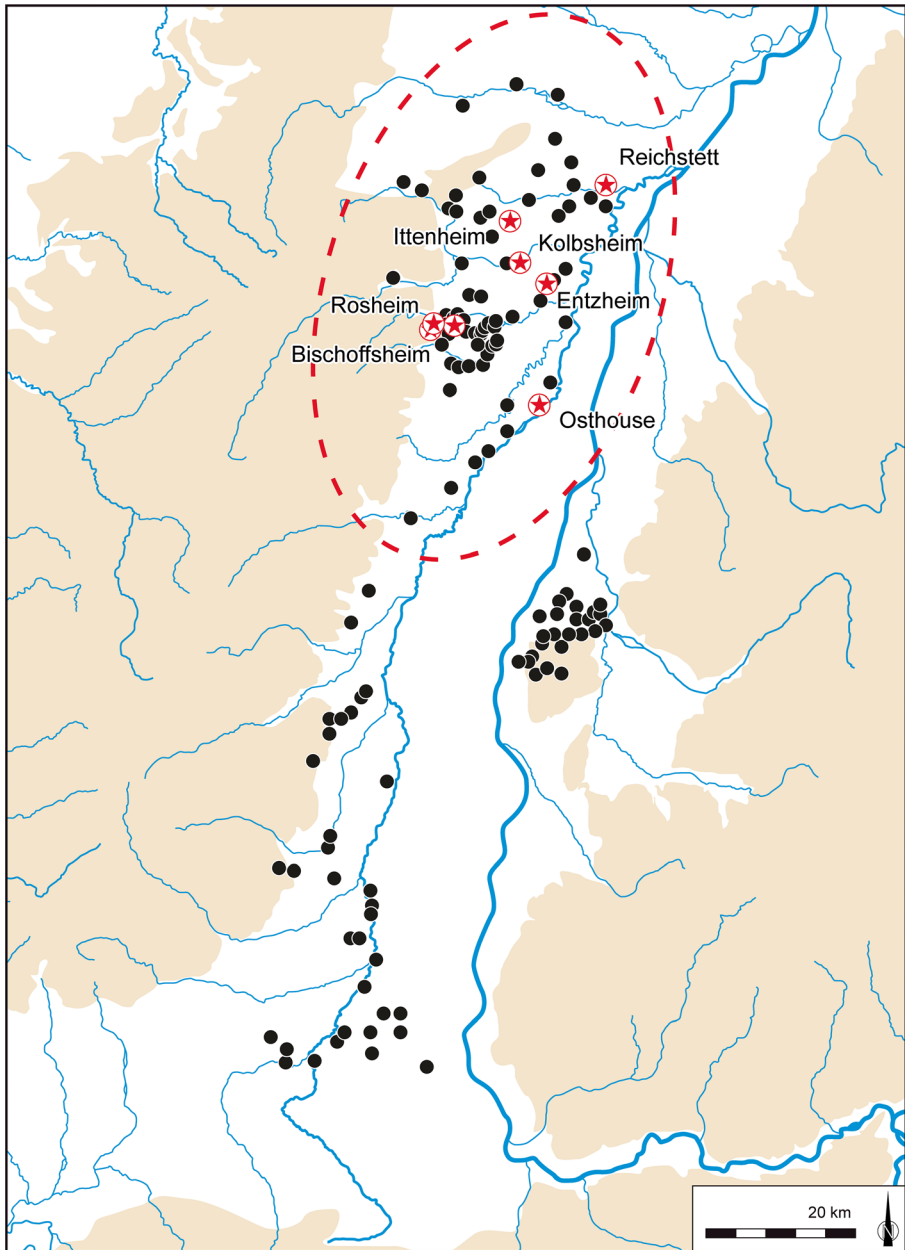 Reichstett
Ittenheim
Kolbsheim
Entzheim
Rosheim
Bischoffsheim
Osthouse
20 km
N